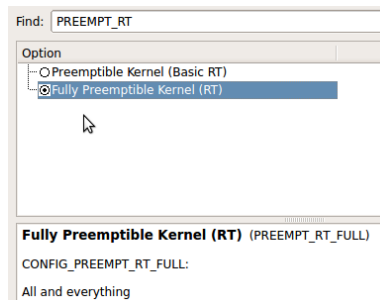 Find: PREEMPT_RT
Option
Preemptible Kernel (Basic RT)
Fully Preemptible Kernel (RT)
Fully Preemptible Kernel (RT) (PREEMPT_RT_FULL)
CONFIG_PREEMPT_RT_FULL:
All and everything